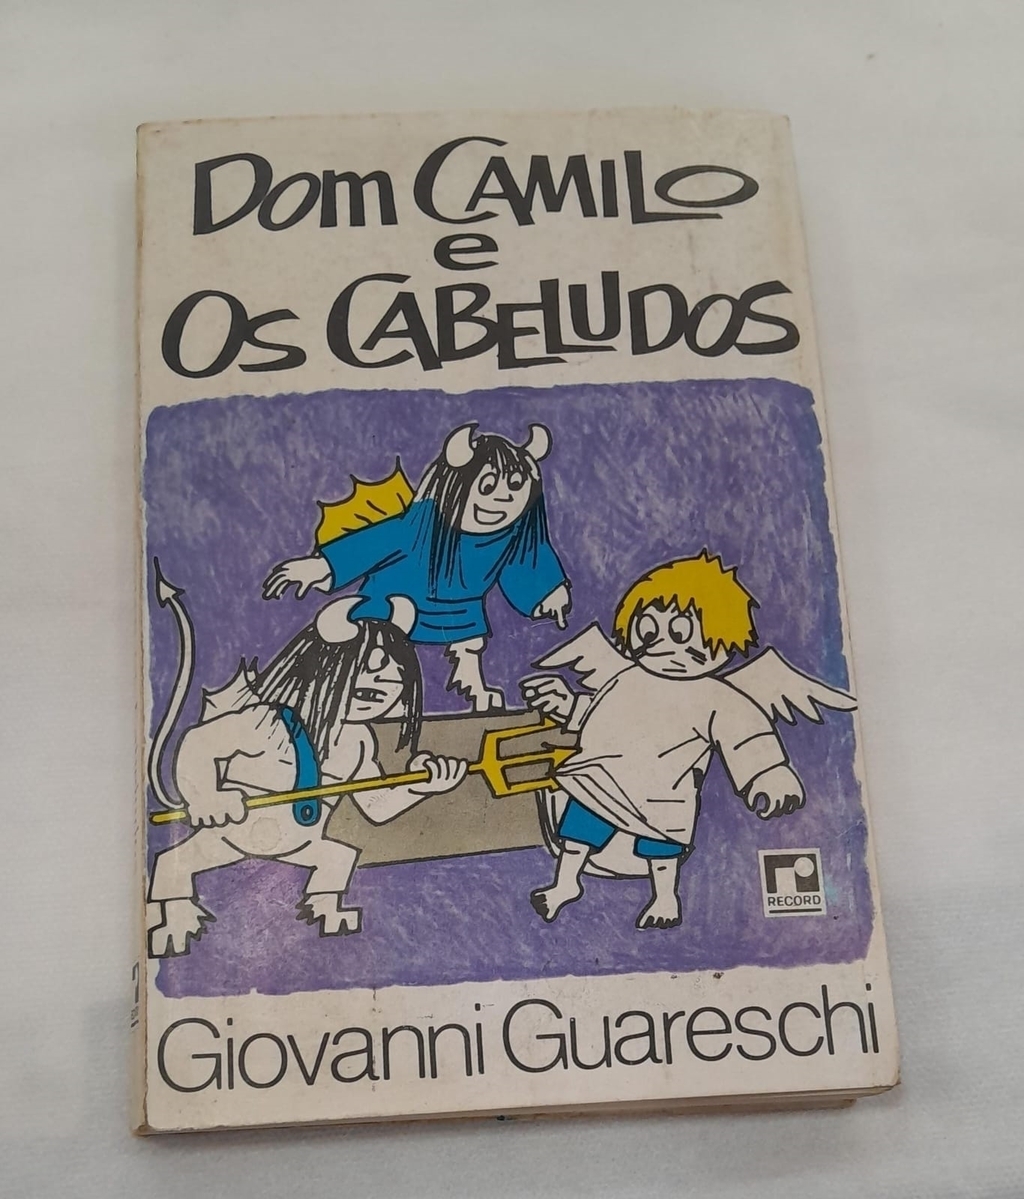 Dom CAMILO
e
OS CABELUDOS
RECORD
Giovanni Guareschi